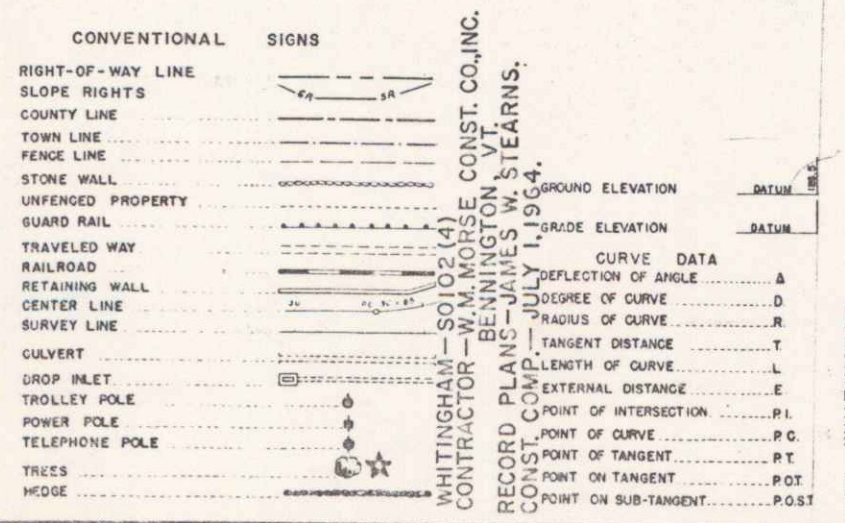 CONVENTIONAL SIGNS
RIGHT-OF-WAY LINE
SLOPE RIGHTS SR SR
COUNTY LINE
TOWN LINE
FENCE LINE
STONE WALL
UNFENCED PROPERTY
GUARD RAIL
TRAVELED WAY
RAILROAD
RETAINING WALL
CENTER LINE
SURVEY LINE
CULVERT
DROP INLET
TROLLEY POLE
POWER POLE
TELEPHONE POLE
TREES
HEDGE
WHITINGHAM — SO102 (4)
CONTRACTOR — W.M. MORSE CONST. CO., INC.
BENNINGTON, VT.
RECORD PLANS — JAMES W. STEARNS.
CONST. COMP. — JULY 1, 1964.
GROUND ELEVATION DATUM
GRADE ELEVATION DATUM
CURVE DATA
DEFLECTION OF ANGLE Δ
DEGREE OF CURVE D
RADIUS OF CURVE R
TANGENT DISTANCE T
LENGTH OF CURVE L
EXTERNAL DISTANCE E
POINT OF INTERSECTION P.I.
POINT OF CURVE P.C.
POINT OF TANGENT P.T.
POINT ON TANGENT P.O.T.
POINT ON SUB-TANGENT P.O.S.T